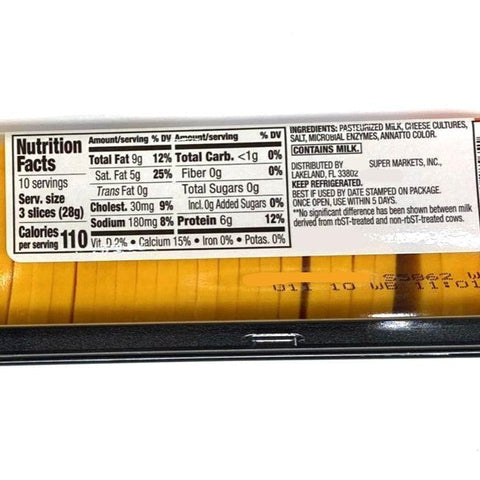 Nutrition
Facts
10 servings
Serv. size
3 slices (28g)
Calories
per serving 110
Amount/serving % DV
Total Fat 9g 12%
Sat. Fat 5g 25%
Trans Fat 0g
Cholest. 30mg 9%
Sodium 180mg 8%
Amount/serving % DV
Total Carb. <1g 0%
Fiber 0g 0%
Total Sugars 0g
Incl. 0g Added Sugars 0%
Protein 6g 12%
Vit. D 2% • Calcium 15% • Iron 0% • Potas. 0%
INGREDIENTS: PASTEURIZED MILK, CHEESE CULTURES,
SALT, MICROBIAL ENZYMES, ANNATTO COLOR.
CONTAINS MILK.
DISTRIBUTED BY SUPER MARKETS, INC.,
LAKELAND, FL 33802
KEEP REFRIGERATED.
BEST IF USED BY DATE STAMPED ON PACKAGE.
ONCE OPEN, USE WITHIN 5 DAYS.
**No significant difference has been shown between milk
derived from rbST-treated and non-rbST-treated cows.
10 WB 11:01